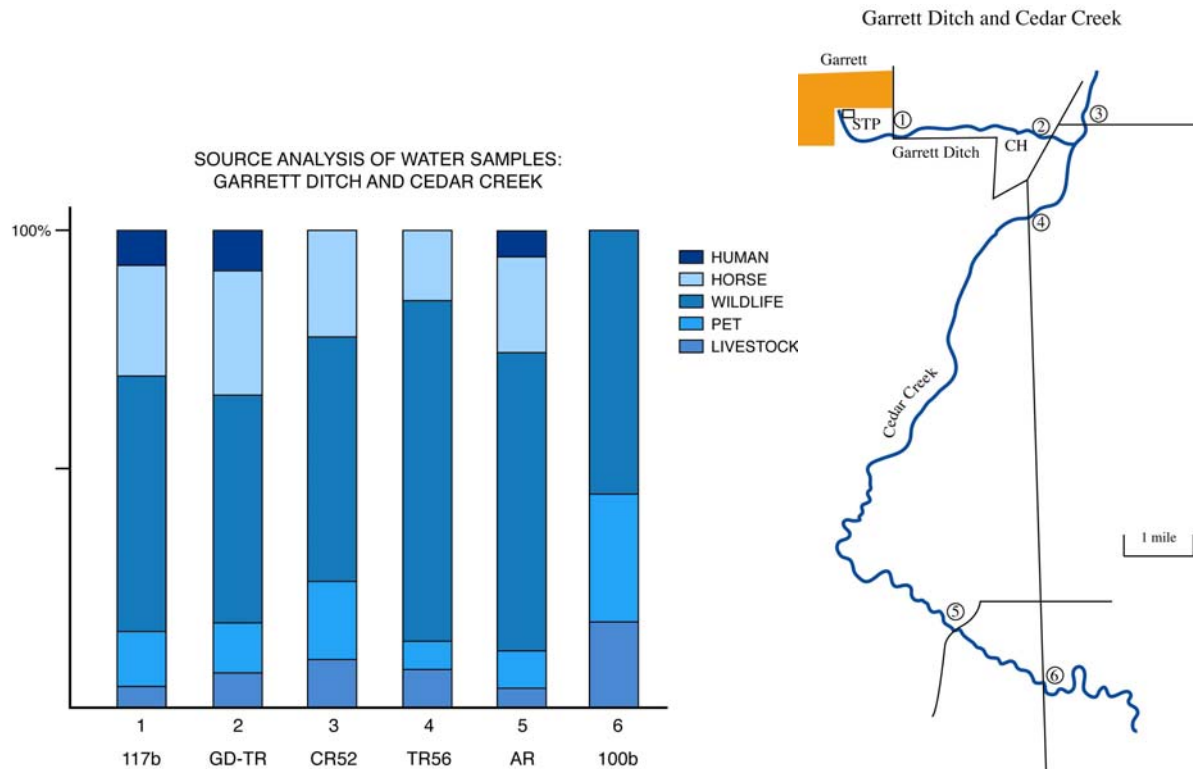 SOURCE ANALYSIS OF WATER SAMPLES:
GARRETT DITCH AND CEDAR CREEK
100%
HUMAN
HORSE
WILDLIFE
PET
LIVESTOCK
1 2 3 4 5 6
117b GD-TR CR52 TR56 AR 100b
Garrett Ditch and Cedar Creek
Garrett
STP
1
2
3
Garrett Ditch
CH
4
Cedar Creek
1 mile
5
6